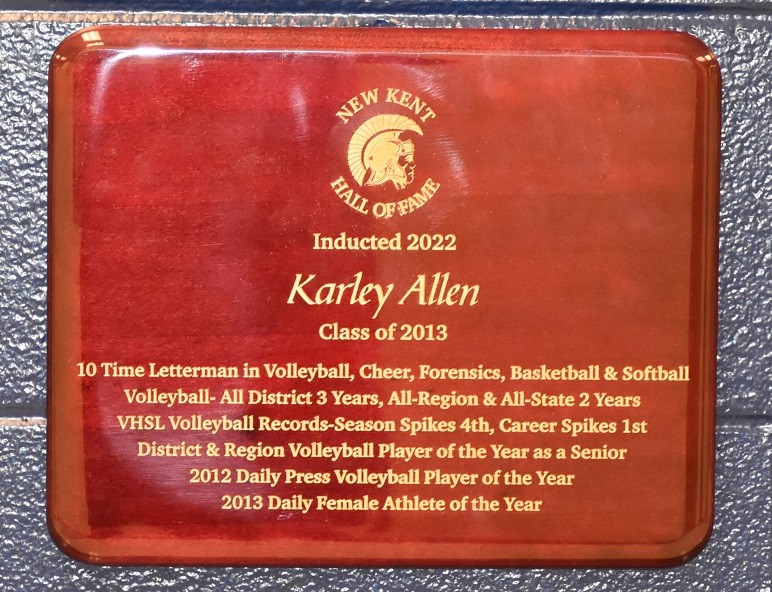 NEW KENT
HALL OF FAME
Inducted 2022
Karley Allen
Class of 2013
10 Time Letterman in Volleyball, Cheer, Forensics, Basketball & Softball
Volleyball- All District 3 Years, All-Region & All-State 2 Years
VHSL Volleyball Records-Season Spikes 4th, Career Spikes 1st
District & Region Volleyball Player of the Year as a Senior
2012 Daily Press Volleyball Player of the Year
2013 Daily Female Athlete of the Year